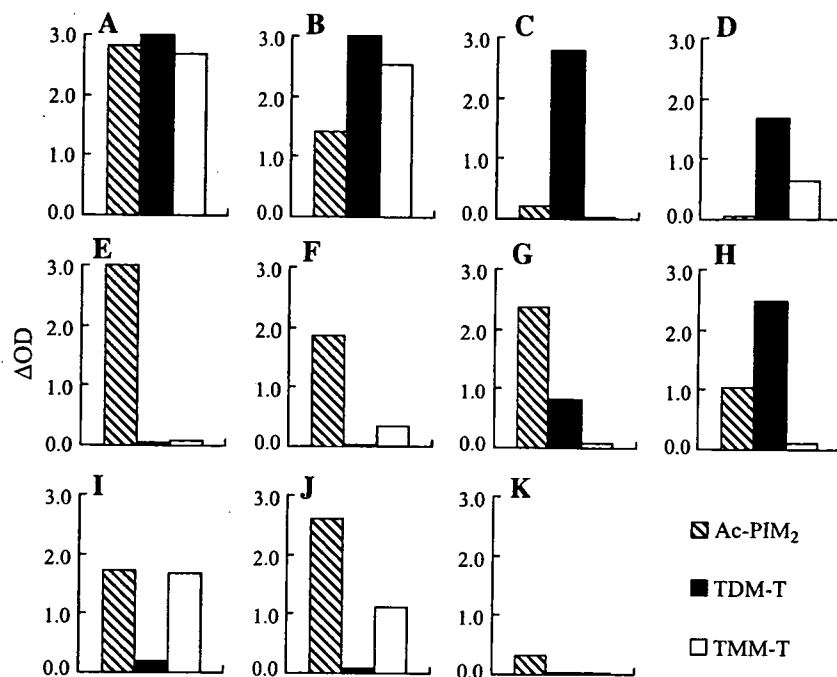 A B C D
3.0 3.0 3.0 3.0
2.0 2.0 2.0 2.0
1.0 1.0 1.0 1.0
0.0 0.0 0.0 0.0
E F G H
3.0 3.0 3.0 3.0
2.0 2.0 2.0 2.0
1.0 1.0 1.0 1.0
0.0 0.0 0.0 0.0
ΔOD
I J K
3.0 3.0 3.0
2.0 2.0 2.0
1.0 1.0 1.0
0.0 0.0 0.0
Ac-PIM₂
TDM-T
TMM-T